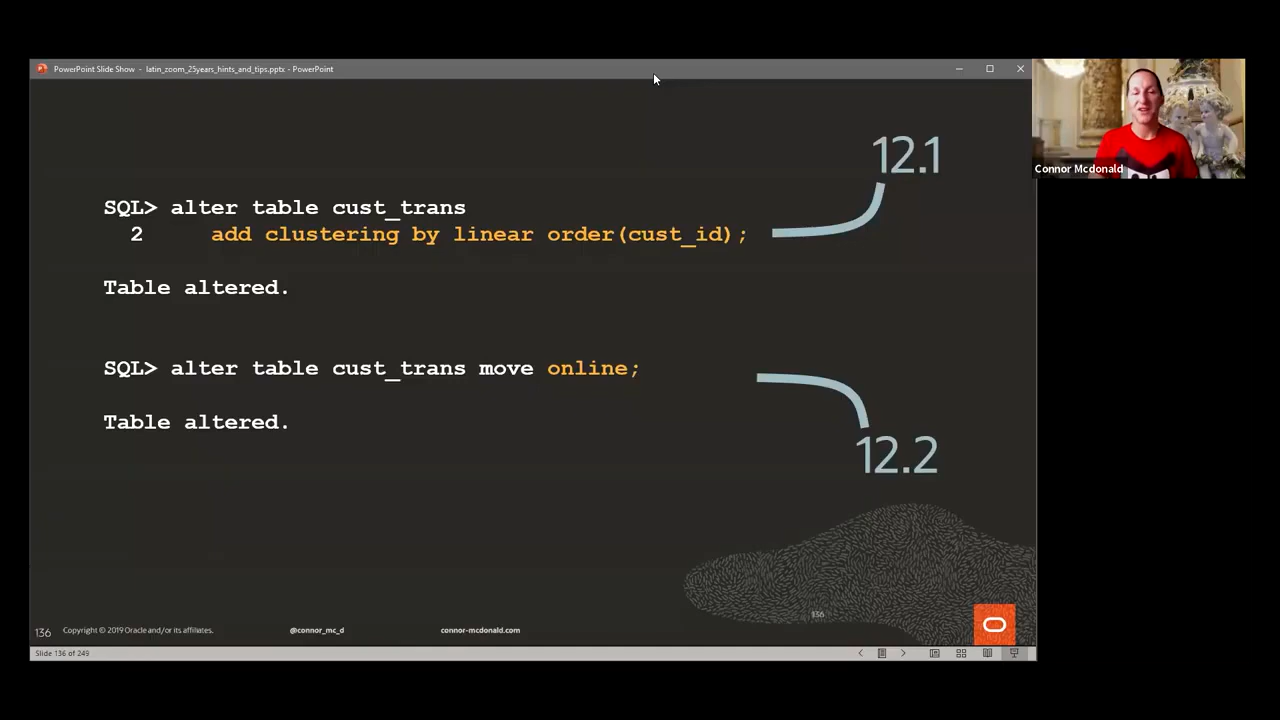 PowerPoint Slide Show - latin_zoom_25years_hints_and_tips.pptx - PowerPoint
Connor Mcdonald
12.1
SQL> alter table cust_trans
2 add clustering by linear order(cust_id);
Table altered.
SQL> alter table cust_trans move online;
Table altered.
12.2
136
136 Copyright © 2019 Oracle and/or its affiliates. @connor_mc_d connor-mcdonald.com
Slide 136 of 249